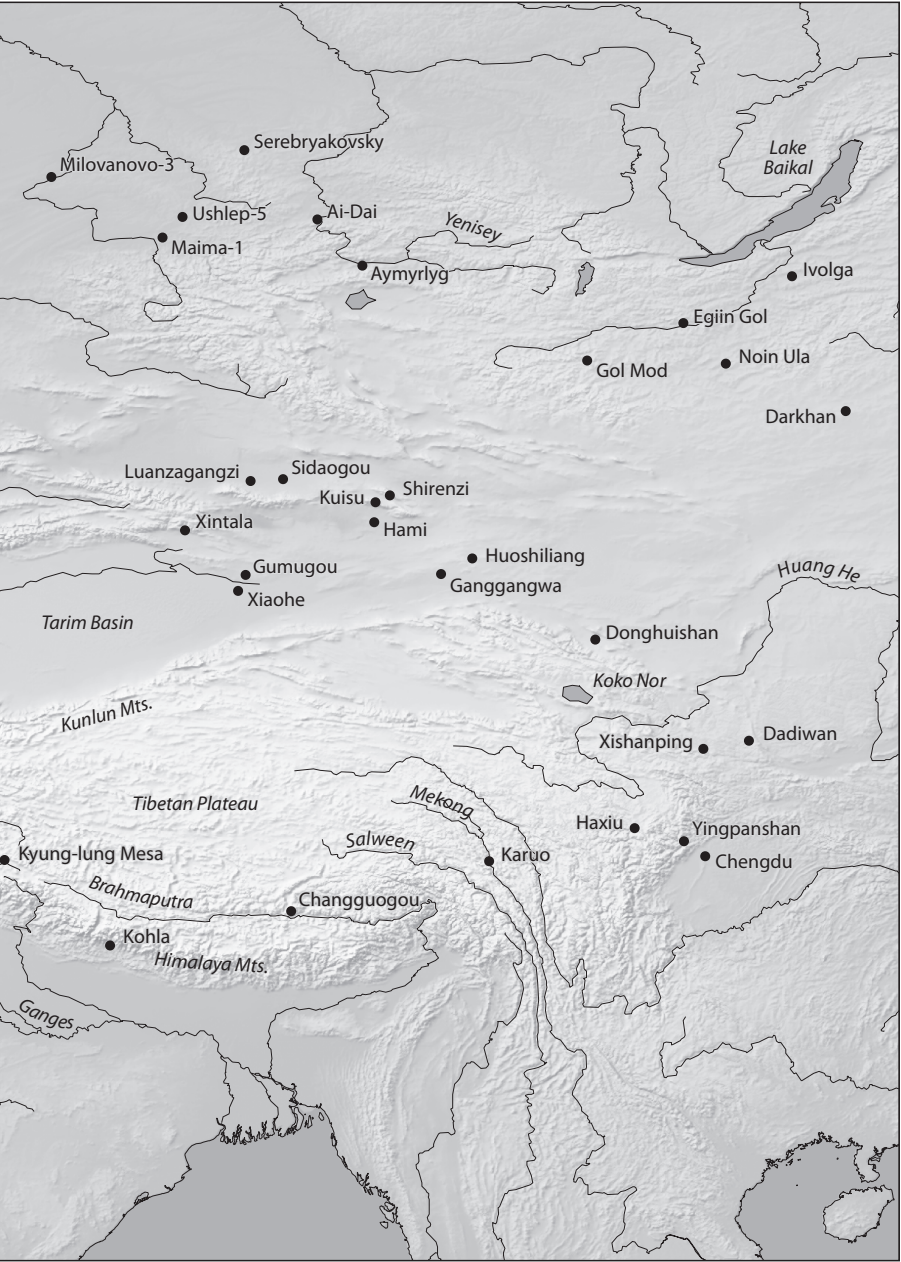 Serebryakovsky
Lake
Baikal
Milovanovo-3
Ushlep-5
Ai-Dai
Yenisey
Maima-1
Aymyrlyg
Ivolga
Egiin Gol
Noin Ula
Gol Mod
Darkhan
Luanzagangzi
Sidaogou
Kuisu
Shirenzi
Xintala
Hami
Huoshiliang
Gumugou
Ganggangwa
Huang He
Xiaohe
Tarim Basin
Donghuishan
Koko Nor
Kunlun Mts.
Xishanping
Dadiwan
Tibetan Plateau
Mekong
Haxiu
Yingpanshan
Salween
Kyung-lung Mesa
Karuo
Chengdu
Brahmaputra
Changguogou
Kohla
Himalaya Mts.
Ganges